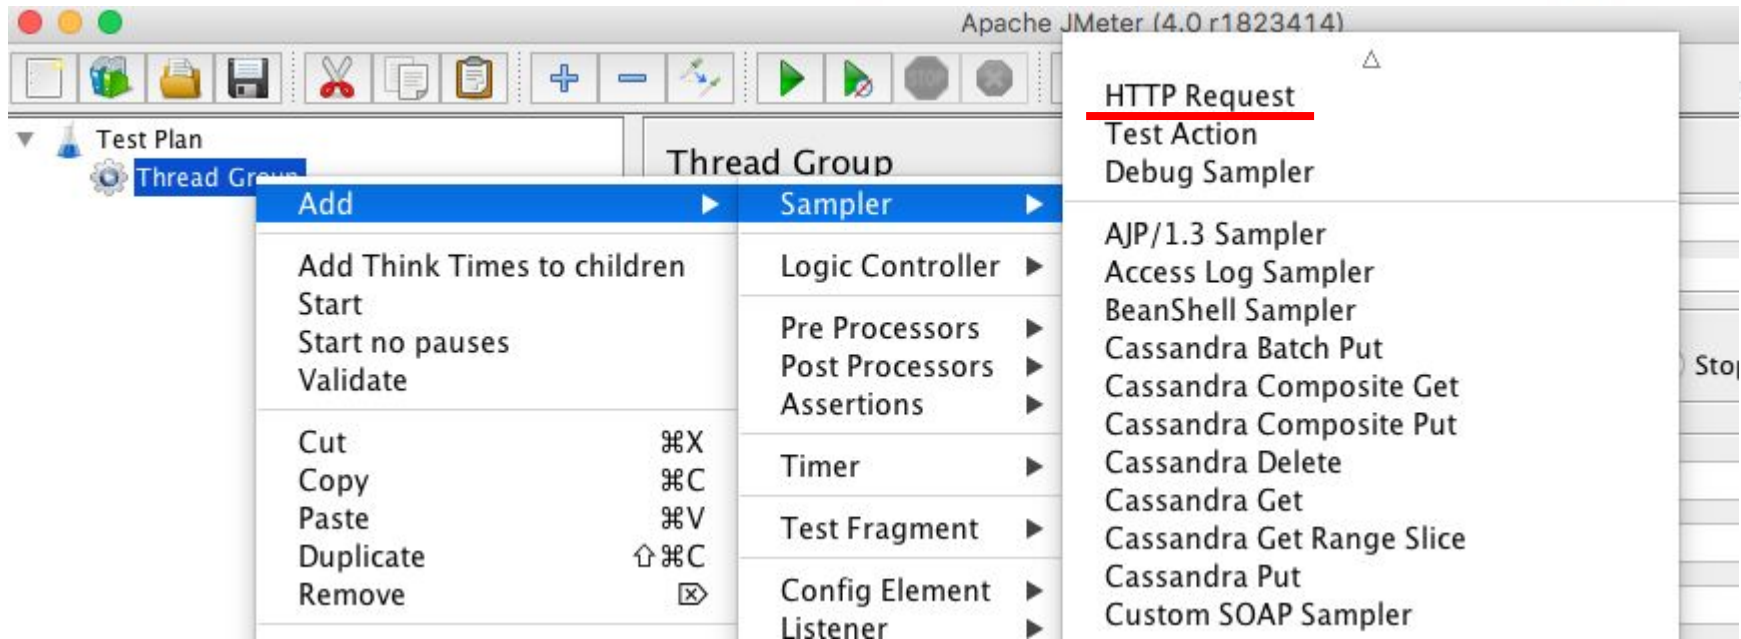 Apache JMeter (4.0 r1823414)
STOP
Test Plan
Thread Group
Thread Group
Add
Add Think Times to children
Start
Start no pauses
Validate
Cut ⌘X
Copy ⌘C
Paste ⌘V
Duplicate ⇧⌘C
Remove ⌦
Sampler
Logic Controller
Pre Processors
Post Processors
Assertions
Timer
Test Fragment
Config Element
Listener
HTTP Request
Test Action
Debug Sampler
AJP/1.3 Sampler
Access Log Sampler
BeanShell Sampler
Cassandra Batch Put
Cassandra Composite Get
Cassandra Composite Put
Cassandra Delete
Cassandra Get
Cassandra Get Range Slice
Cassandra Put
Custom SOAP Sampler
Stop